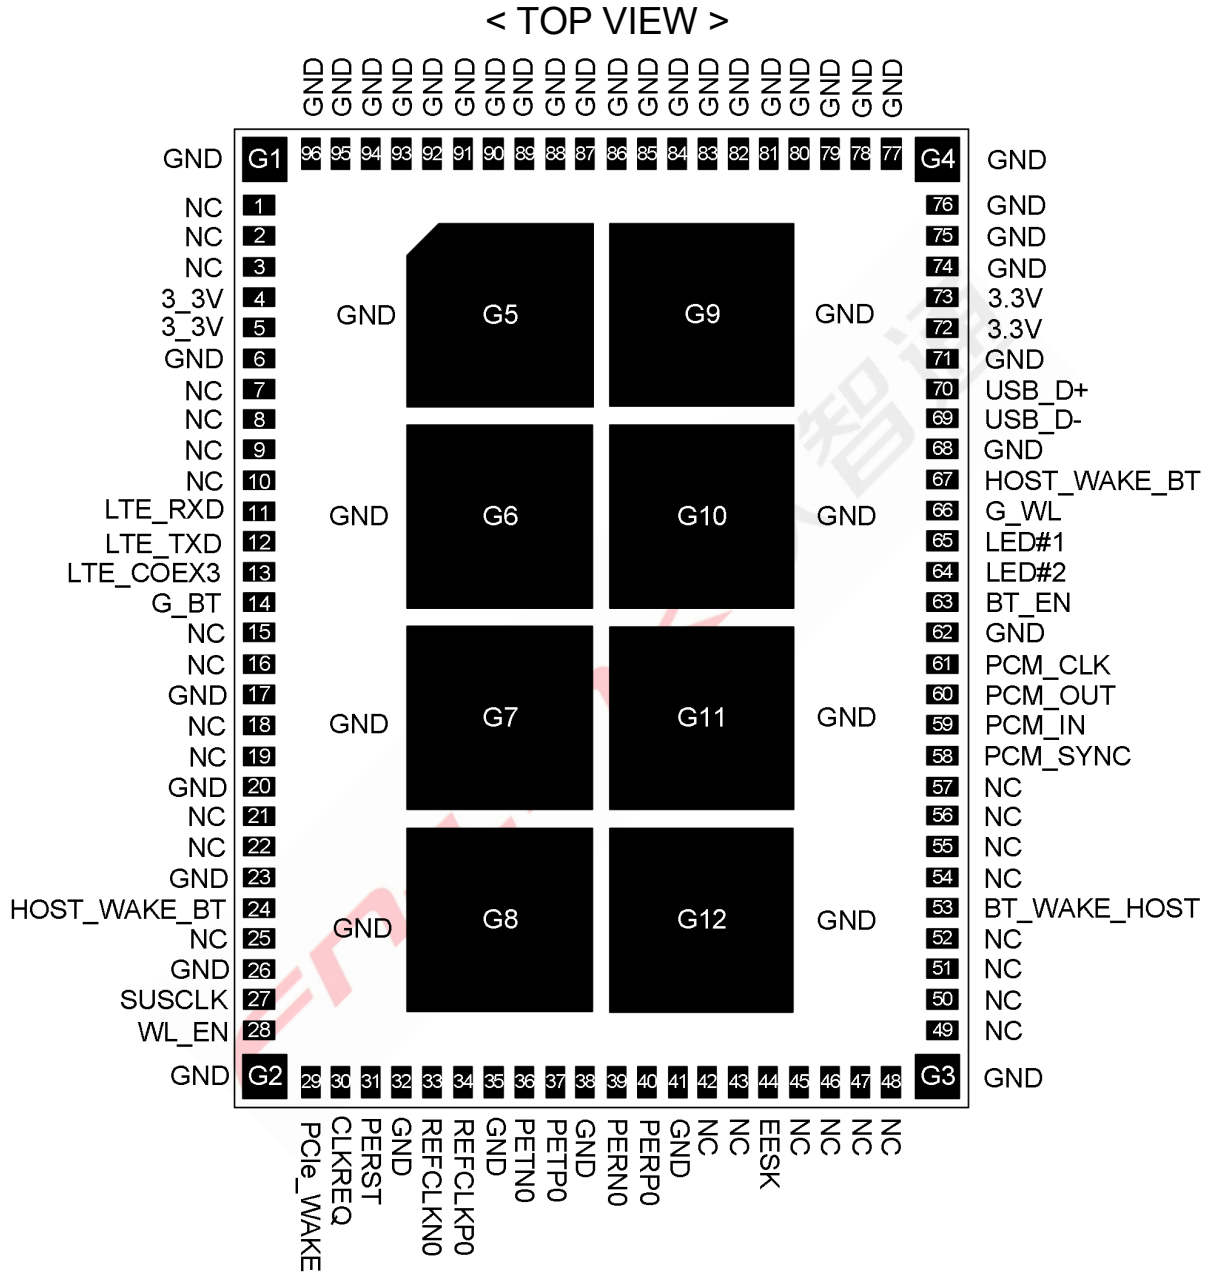 < TOP VIEW >
GND GND GND GND GND GND GND GND GND GND GND GND GND GND GND GND GND GND GND GND
GND G1 96 95 94 93 92 91 90 89 88 87 86 85 84 83 82 81 80 79 78 77 G4 GND
NC 1 76 GND
NC 2 75 GND
NC 3 74 GND
3_3V 4 73 3.3V
GND G5 G9 GND
3_3V 5 72 3.3V
GND 6 71 GND
NC 7 70 USB_D+
NC 8 69 USB_D-
NC 9 68 GND
NC 10 67 HOST_WAKE_BT
LTE_RXD 11 66 G_WL
GND G6 G10 GND
LTE_TXD 12 65 LED#1
LTE_COEX3 13 64 LED#2
G_BT 14 63 BT_EN
NC 15 62 GND
NC 16 61 PCM_CLK
GND 17 60 PCM_OUT
GND G7 G11 GND
NC 18 59 PCM_IN
NC 19 58 PCM_SYNC
GND 20 57 NC
NC 21 56 NC
NC 22 55 NC
GND 23 54 NC
HOST_WAKE_BT 24 53 BT_WAKE_HOST
GND G8 G12 GND
NC 25 52 NC
GND 26 51 NC
SUSCLK 27 50 NC
WL_EN 28 49 NC
GND G2 29 30 31 32 33 34 35 36 37 38 39 40 41 42 43 44 45 46 47 48 G3 GND
PCIe_WAKE CLKREQ PERST GND REFCLKN0 REFCLKP0 GND PETN0 PETP0 GND PERN0 PERP0 GND NC NC EESK NC NC NC NC
智通